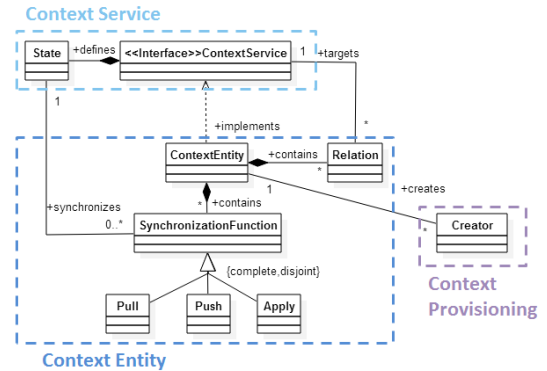 Context Service
+defines
State
<<Interface>>ContextService
1
+targets
1
+implements
*
ContextEntity
+contains
Relation
*
1
+creates
+contains
*
+synchronizes
0..*
SynchronizationFunction
*
Creator
{complete,disjoint}
Context
Provisioning
Pull
Push
Apply
Context Entity